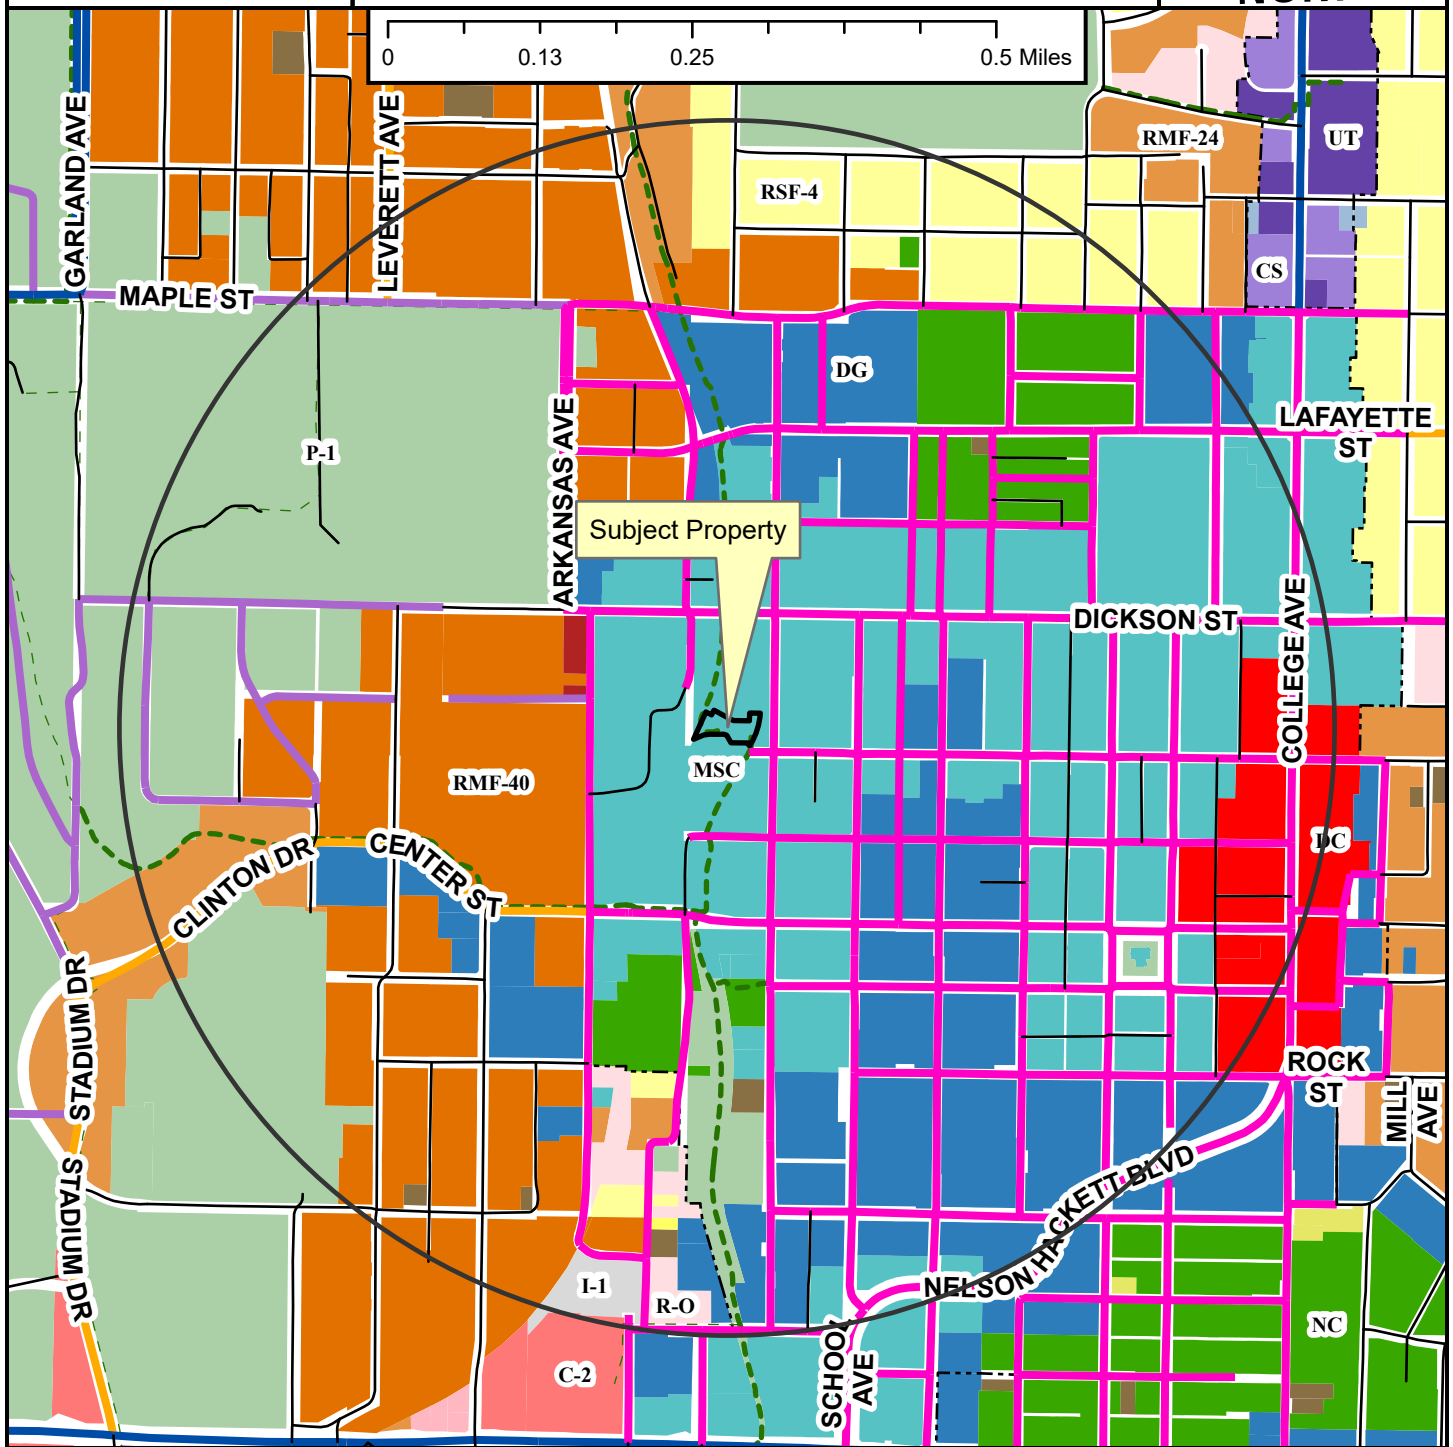 0 0.13 0.25 0.5 Miles
GARLAND AVE
LEVERETT AVE
RMF-24
UT
RSF-4
CS
MAPLE ST
DG
LAFAYETTE
ST
ARKANSAS AVE
P-1
Subject Property
DICKSON ST
COLLEGE AVE
MSC
RMF-40
DC
CLINTON DR
CENTER ST
STADIUM DR
ROCK
ST
MILL
AVE
STADIUM DR
NELSON HACKETT BLVD
I-1
R-O
NC
C-2
SCHOOL
AVE